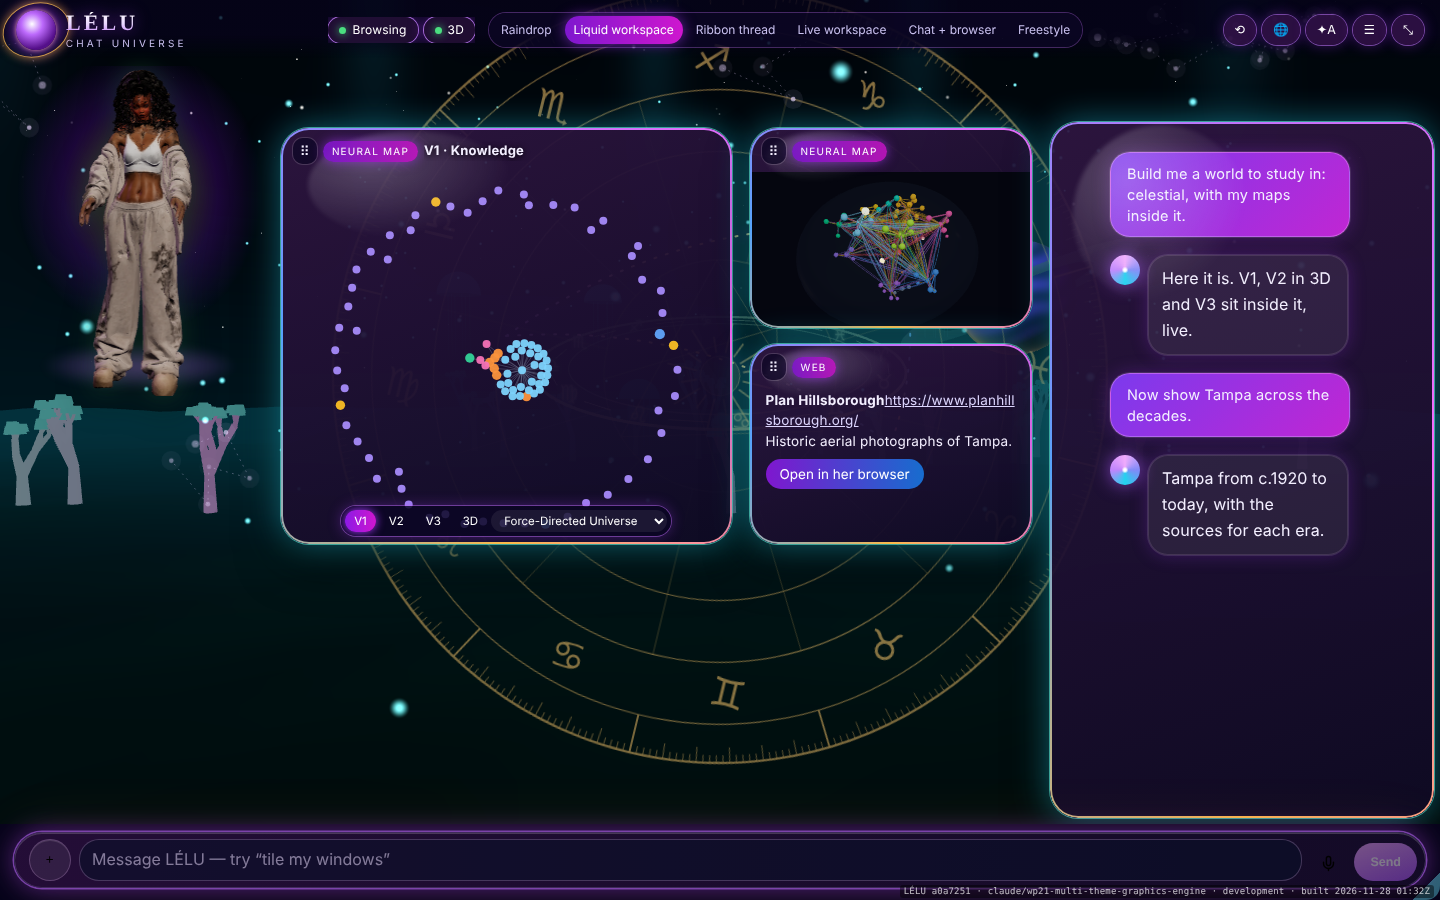 LÉLU
CHAT UNIVERSE
Browsing
3D
Raindrop
Liquid workspace
Ribbon thread
Live workspace
Chat + browser
Freestyle
✦A
NEURAL MAP V1 · Knowledge
V1 V2 V3 3D Force-Directed Universe
NEURAL MAP
WEB
Plan Hillsboroughhttps://www.planhill
sborough.org/
Historic aerial photographs of Tampa.
Open in her browser
Build me a world to study in:
celestial, with my maps
inside it.
Here it is. V1, V2 in 3D
and V3 sit inside it,
live.
Now show Tampa across the
decades.
Tampa from c.1920 to
today, with the
sources for each era.
+
Message LÉLU — try “tile my windows”
Send
LÉLU a0a7251 · claude/wp21-multi-theme-graphics-engine · development · built 2026-11-28 01:32Z